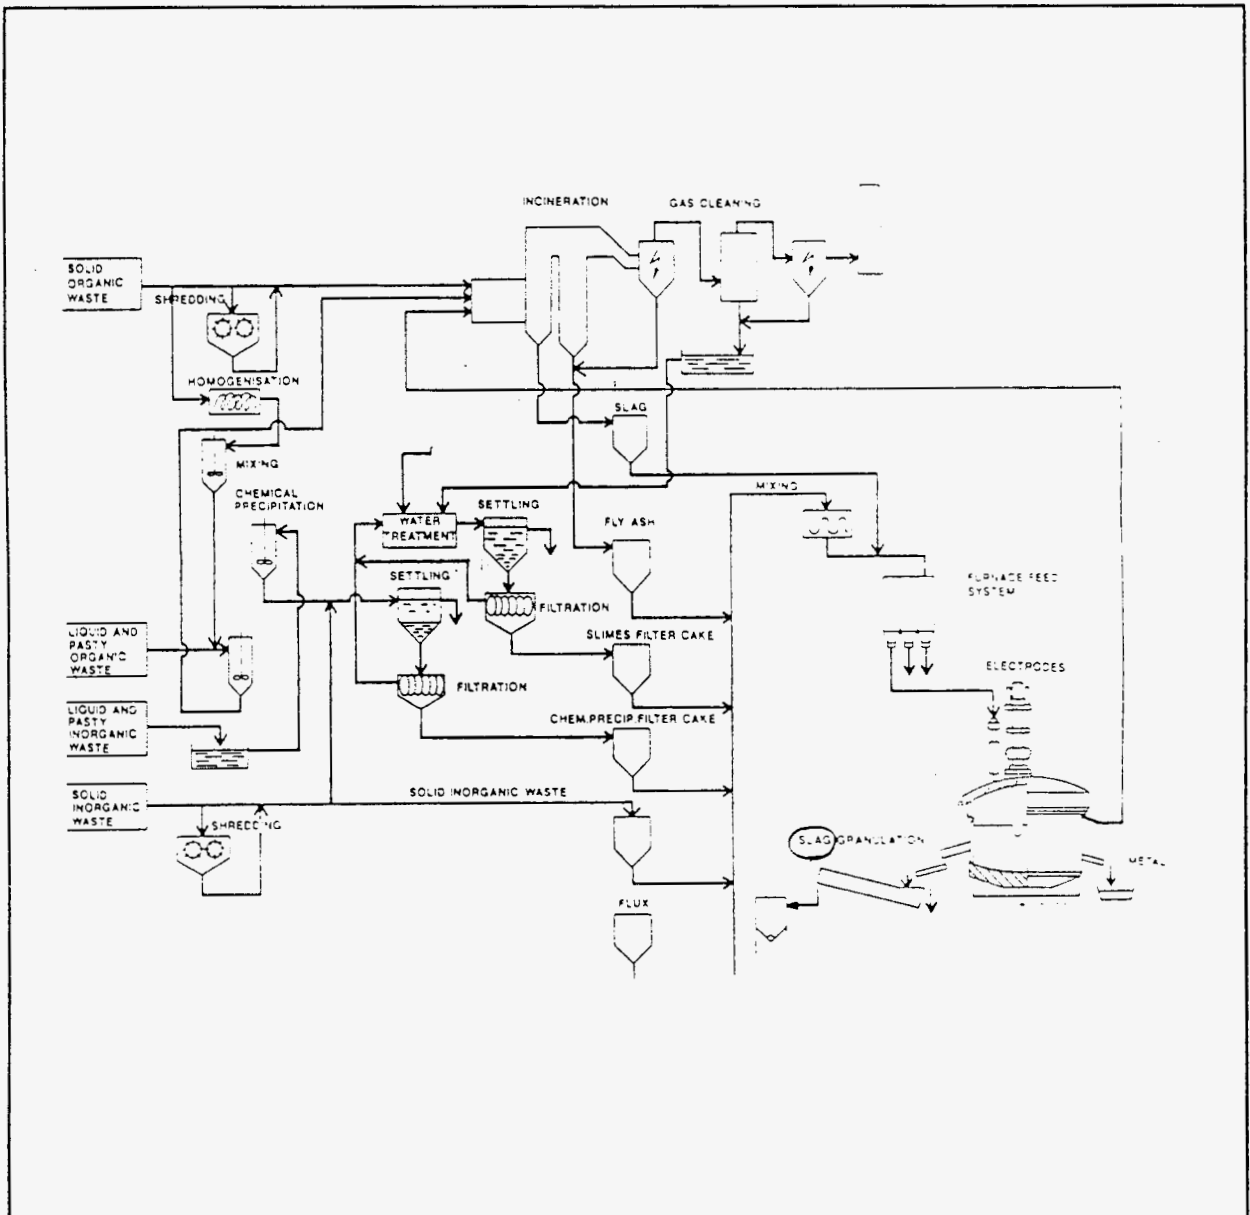 INCINERATION
GAS CLEANING
SOLID
ORGANIC
WASTE
SHREDDING
HOMOGENISATION
SLAG
MIXING
CHEMICAL
PRECIPITATION
SETTLING
MIXING
WATER
TREATMENT
FLY ASH
SETTLING
FURNACE FEED
SYSTEM
FILTRATION
LIQUID AND
PASTY
ORGANIC
WASTE
SLIMES FILTER CAKE
ELECTRODES
FILTRATION
LIQUID AND
PASTY
INORGANIC
WASTE
CHEM.PRECIP.FILTER CAKE
SOLID
INORGANIC
WASTE
SOLID INORGANIC WASTE
SHREDDING
SLAG GRANULATION
METAL
FLUX